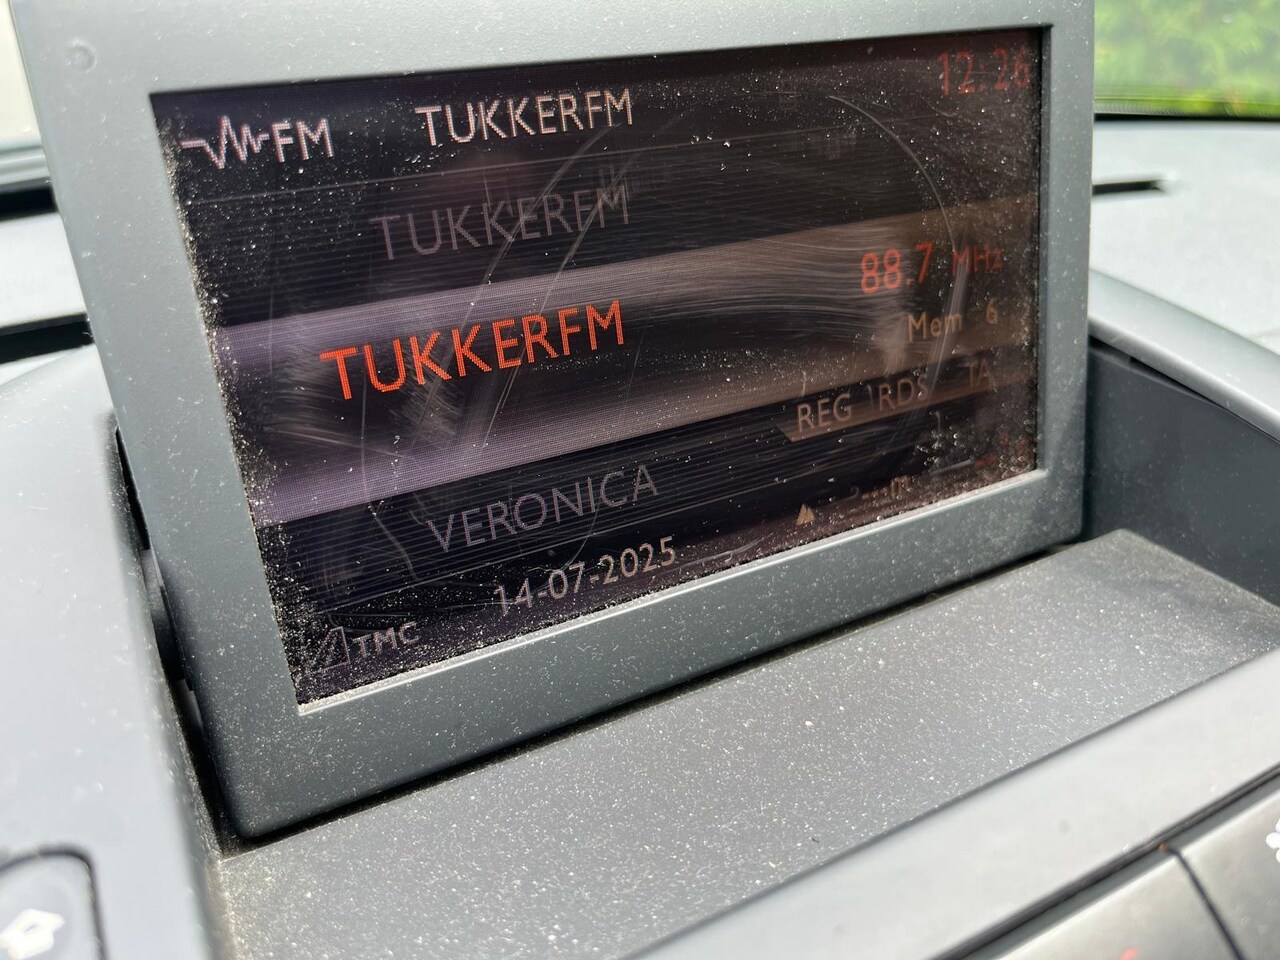 FM TUKKERFM 12.26
TUKKERFM
TUKKERFM 88.7 MHz
Mem 6
REG RDS TA
VERONICA
14-07-2025
TMC